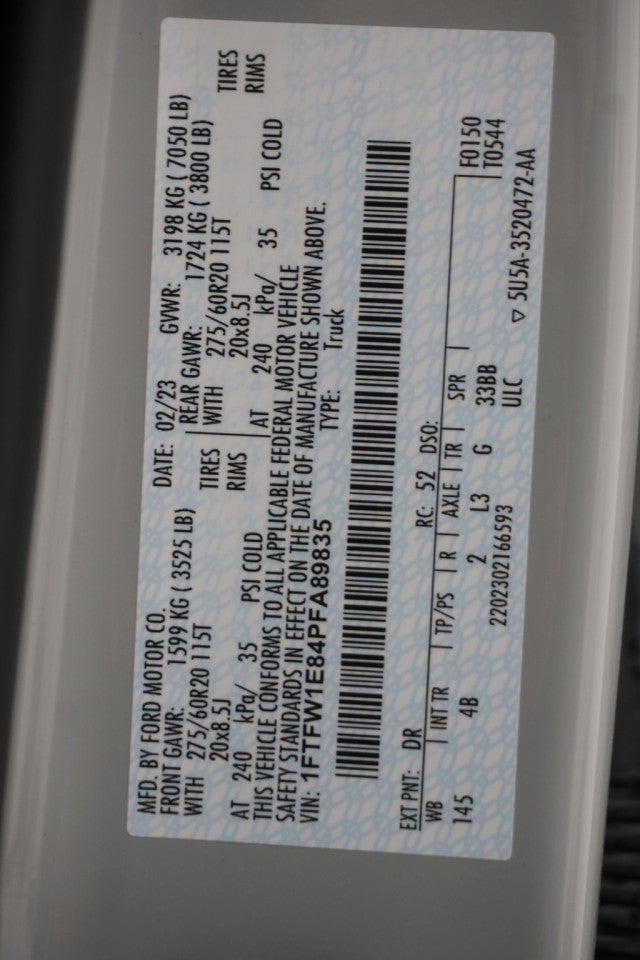 MFD. BY FORD MOTOR CO. DATE: 02/23 GVWR: 3198 KG ( 7050 LB)
FRONT GAWR: 1599 KG ( 3525 LB) REAR GAWR: 1724 KG ( 3800 LB)
WITH 275/60R20 115T TIRES WITH 275/60R20 115T TIRES
20x8.5J RIMS 20x8.5J RIMS
AT 240 kPa/ 35 PSI COLD AT 240 kPa/ 35 PSI COLD
THIS VEHICLE CONFORMS TO ALL APPLICABLE FEDERAL MOTOR VEHICLE
SAFETY STANDARDS IN EFFECT ON THE DATE OF MANUFACTURE SHOWN ABOVE.
VIN: 1FTFW1E84PFA89835 TYPE: Truck
EXT PNT: DR RC: 52 DSO:
WB INT TR TP/PS R AXLE TR SPR F0150
145 4B 2 L3 G 33BB T0544
2202302166593 ULC
▽ 5U5A-3520472-AA